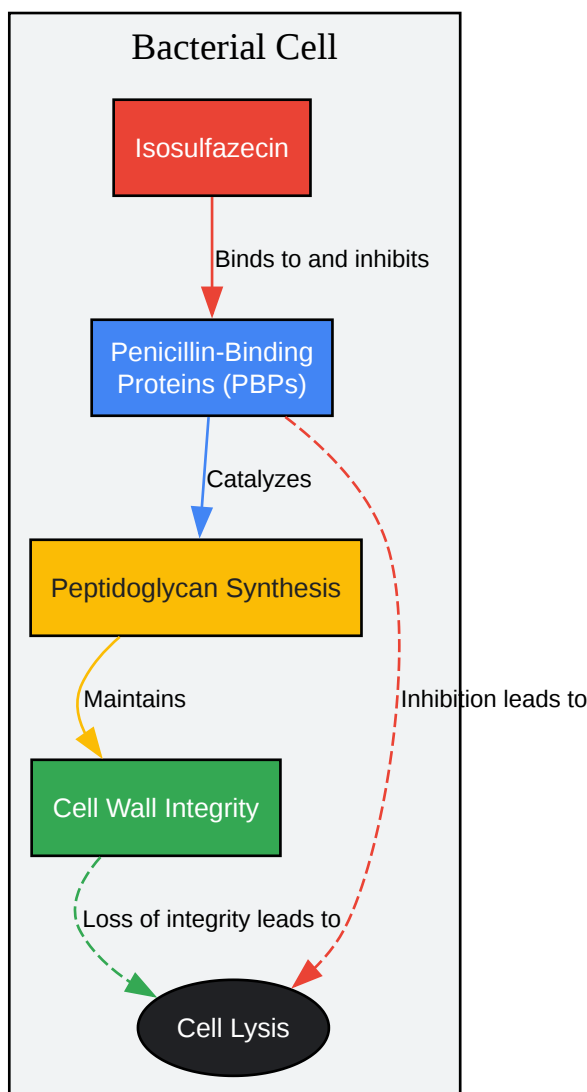 Bacterial Cell
Isosulfazecin
Binds to and inhibits
Penicillin-Binding
Proteins (PBPs)
Catalyzes
Peptidoglycan Synthesis
Maintains
Inhibition leads to
Cell Wall Integrity
Loss of integrity leads to
Cell Lysis